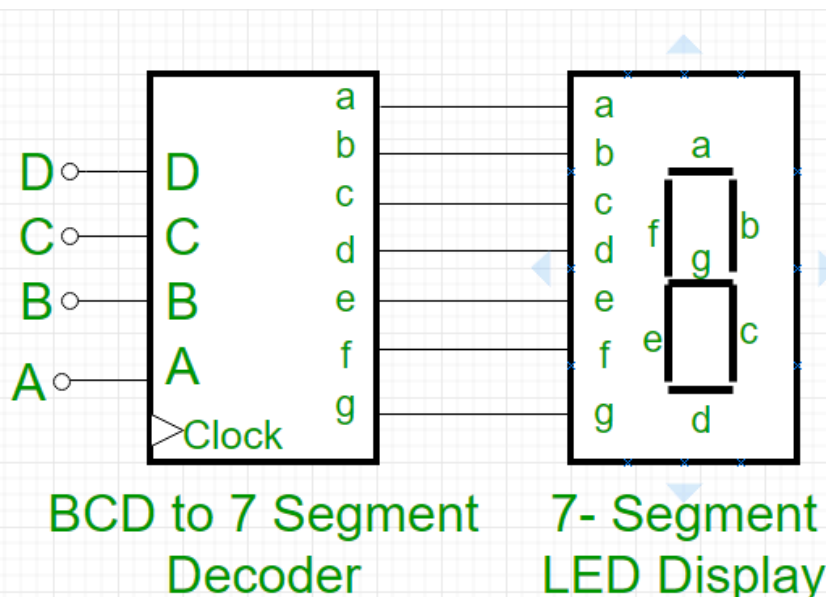 a
a
b
b
a
D
D
c
c
f
b
C
C
d
d
g
B
B
e
e
e
c
A
A
f
f
g
g
d
Clock
BCD to 7 Segment
Decoder
7- Segment
LED Display